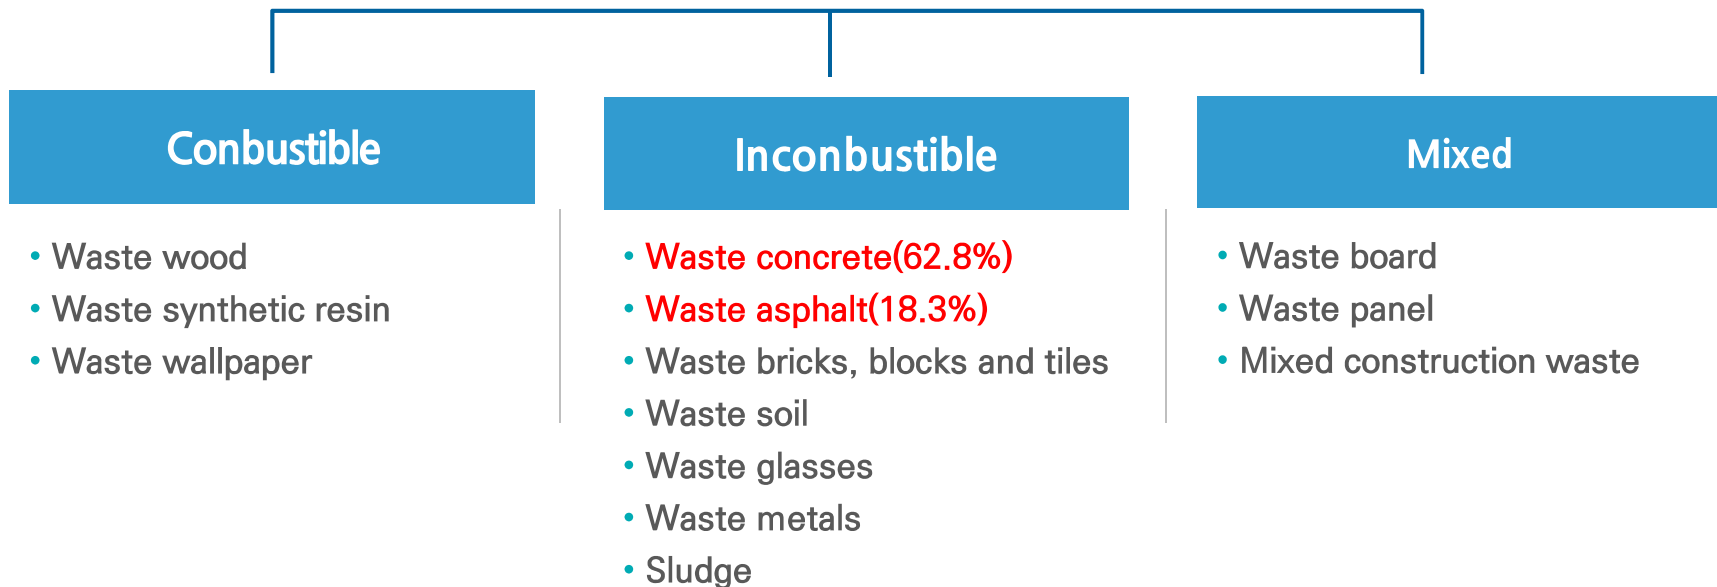 Conbustible
Waste wood
Waste synthetic resin
Waste wallpaper
Inconbustible
Waste concrete(62.8%)
Waste asphalt(18.3%)
Waste bricks, blocks and tiles
Waste soil
Waste glasses
Waste metals
Sludge
Mixed
Waste board
Waste panel
Mixed construction waste